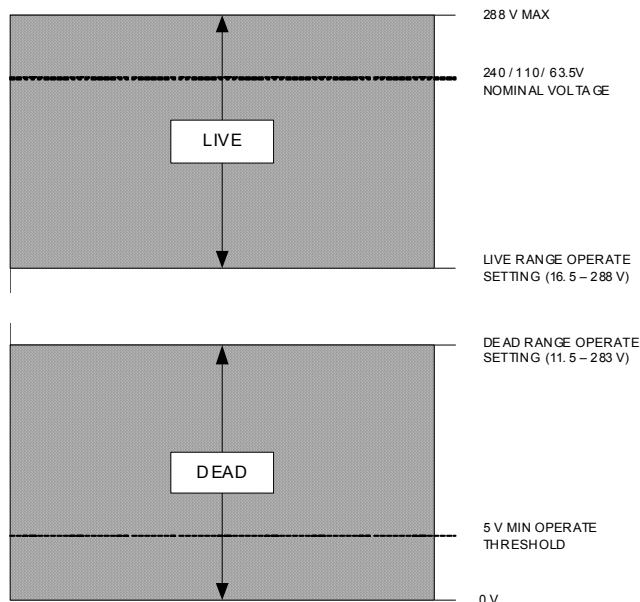 288 V MAX
240 / 110 / 63.5V
NOMINAL VOLTAGE
LIVE
LIVE RANGE OPERATE
SETTING (16.5 – 288 V)
DEAD RANGE OPERATE
SETTING (11.5 – 283 V)
DEAD
5 V MIN OPERATE
THRESHOLD
0 V